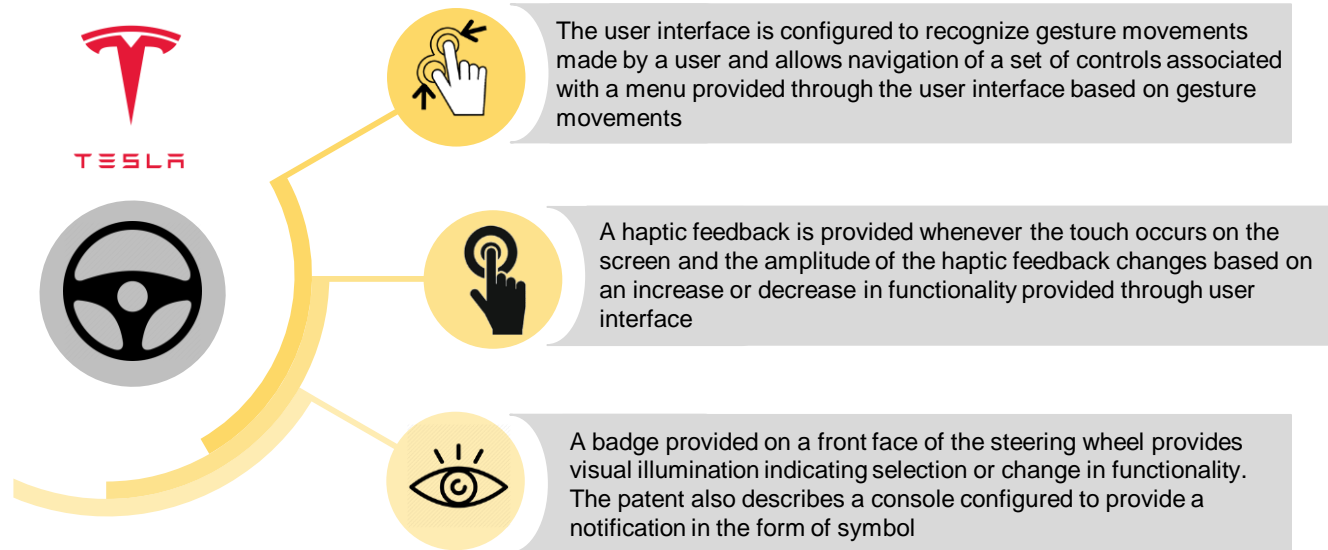 TESLA
The user interface is configured to recognize gesture movements
made by a user and allows navigation of a set of controls associated
with a menu provided through the user interface based on gesture
movements
A haptic feedback is provided whenever the touch occurs on the
screen and the amplitude of the haptic feedback changes based on
an increase or decrease in functionality provided through user
interface
A badge provided on a front face of the steering wheel provides
visual illumination indicating selection or change in functionality.
The patent also describes a console configured to provide a
notification in the form of symbol